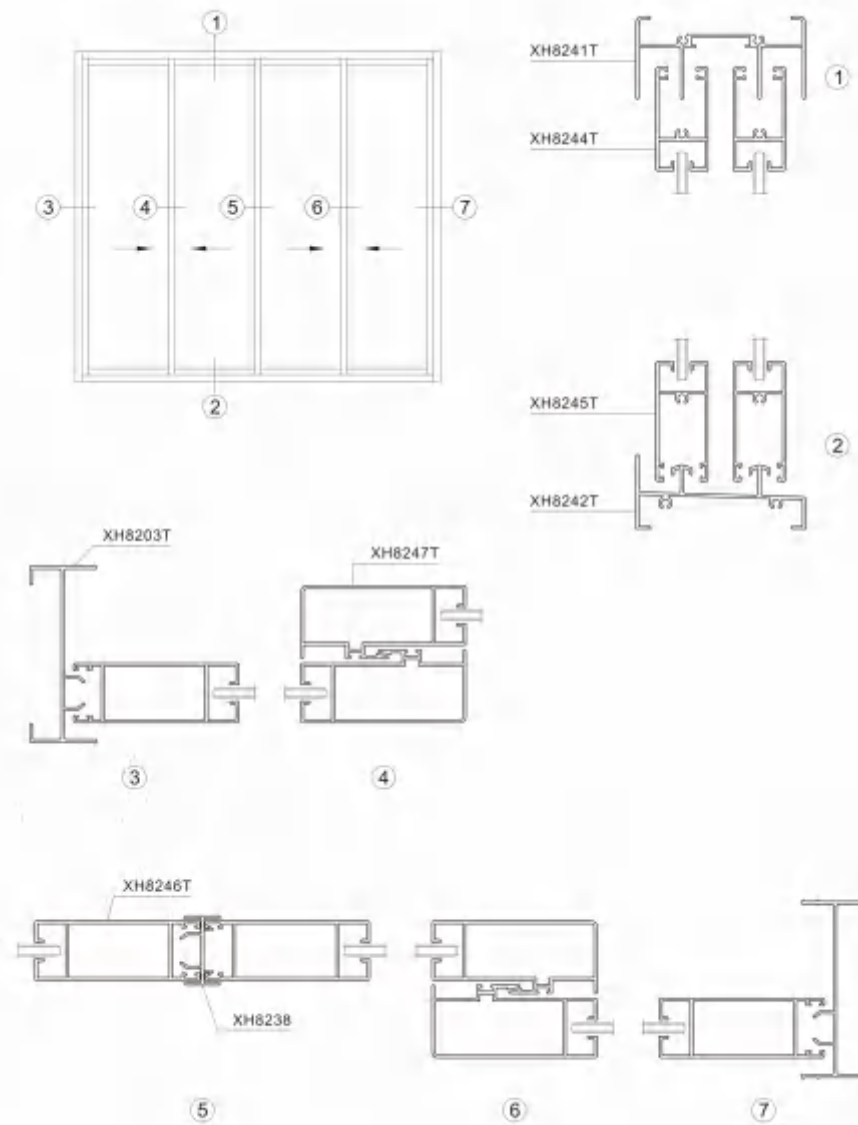 ①
XH8241T
①
XH8244T
③
④
⑤
⑥
⑦
②
XH8245T
②
XH8242T
XH8203T
XH8247T
③
④
XH8246T
XH8238
⑤
⑥
⑦